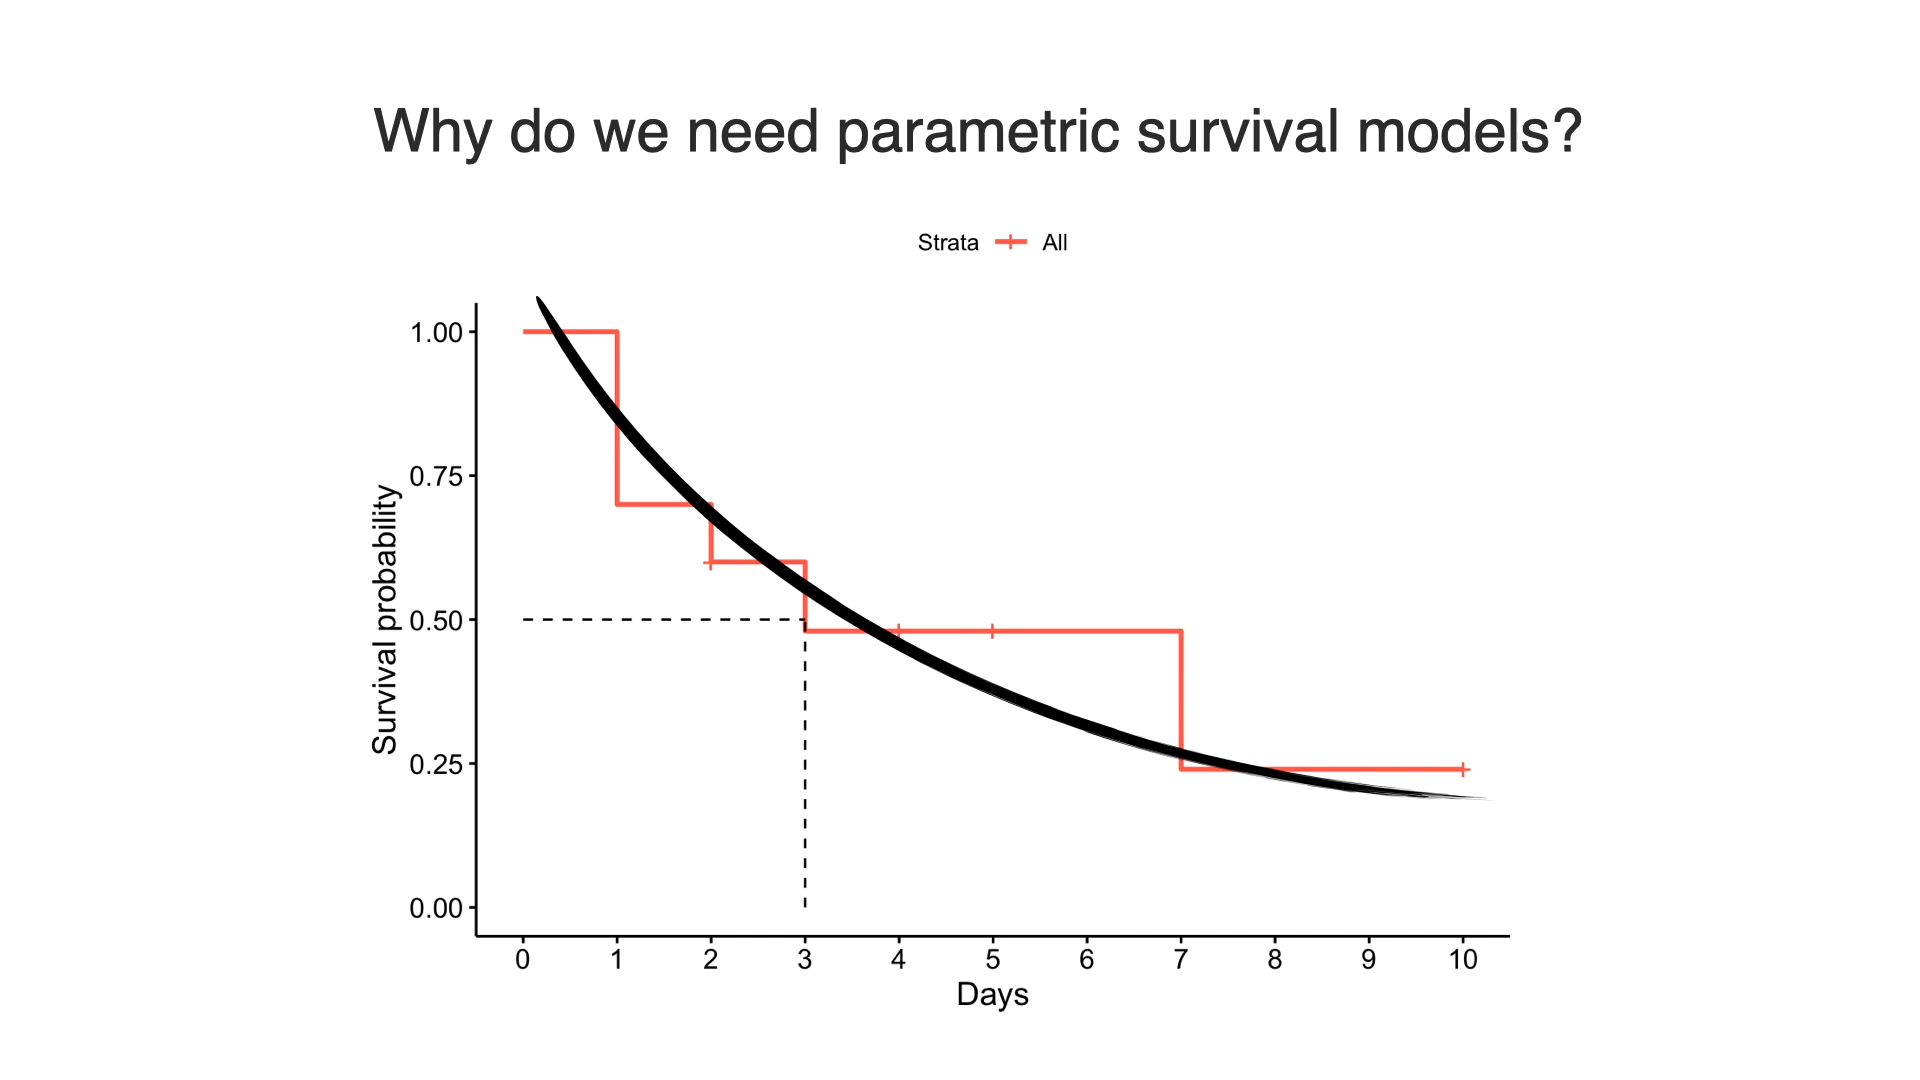 Why do we need parametric survival models?
Strata All
1.00
0.75
0.50
0.25
0.00
Survival probability
0 1 2 3 4 5 6 7 8 9 10
Days